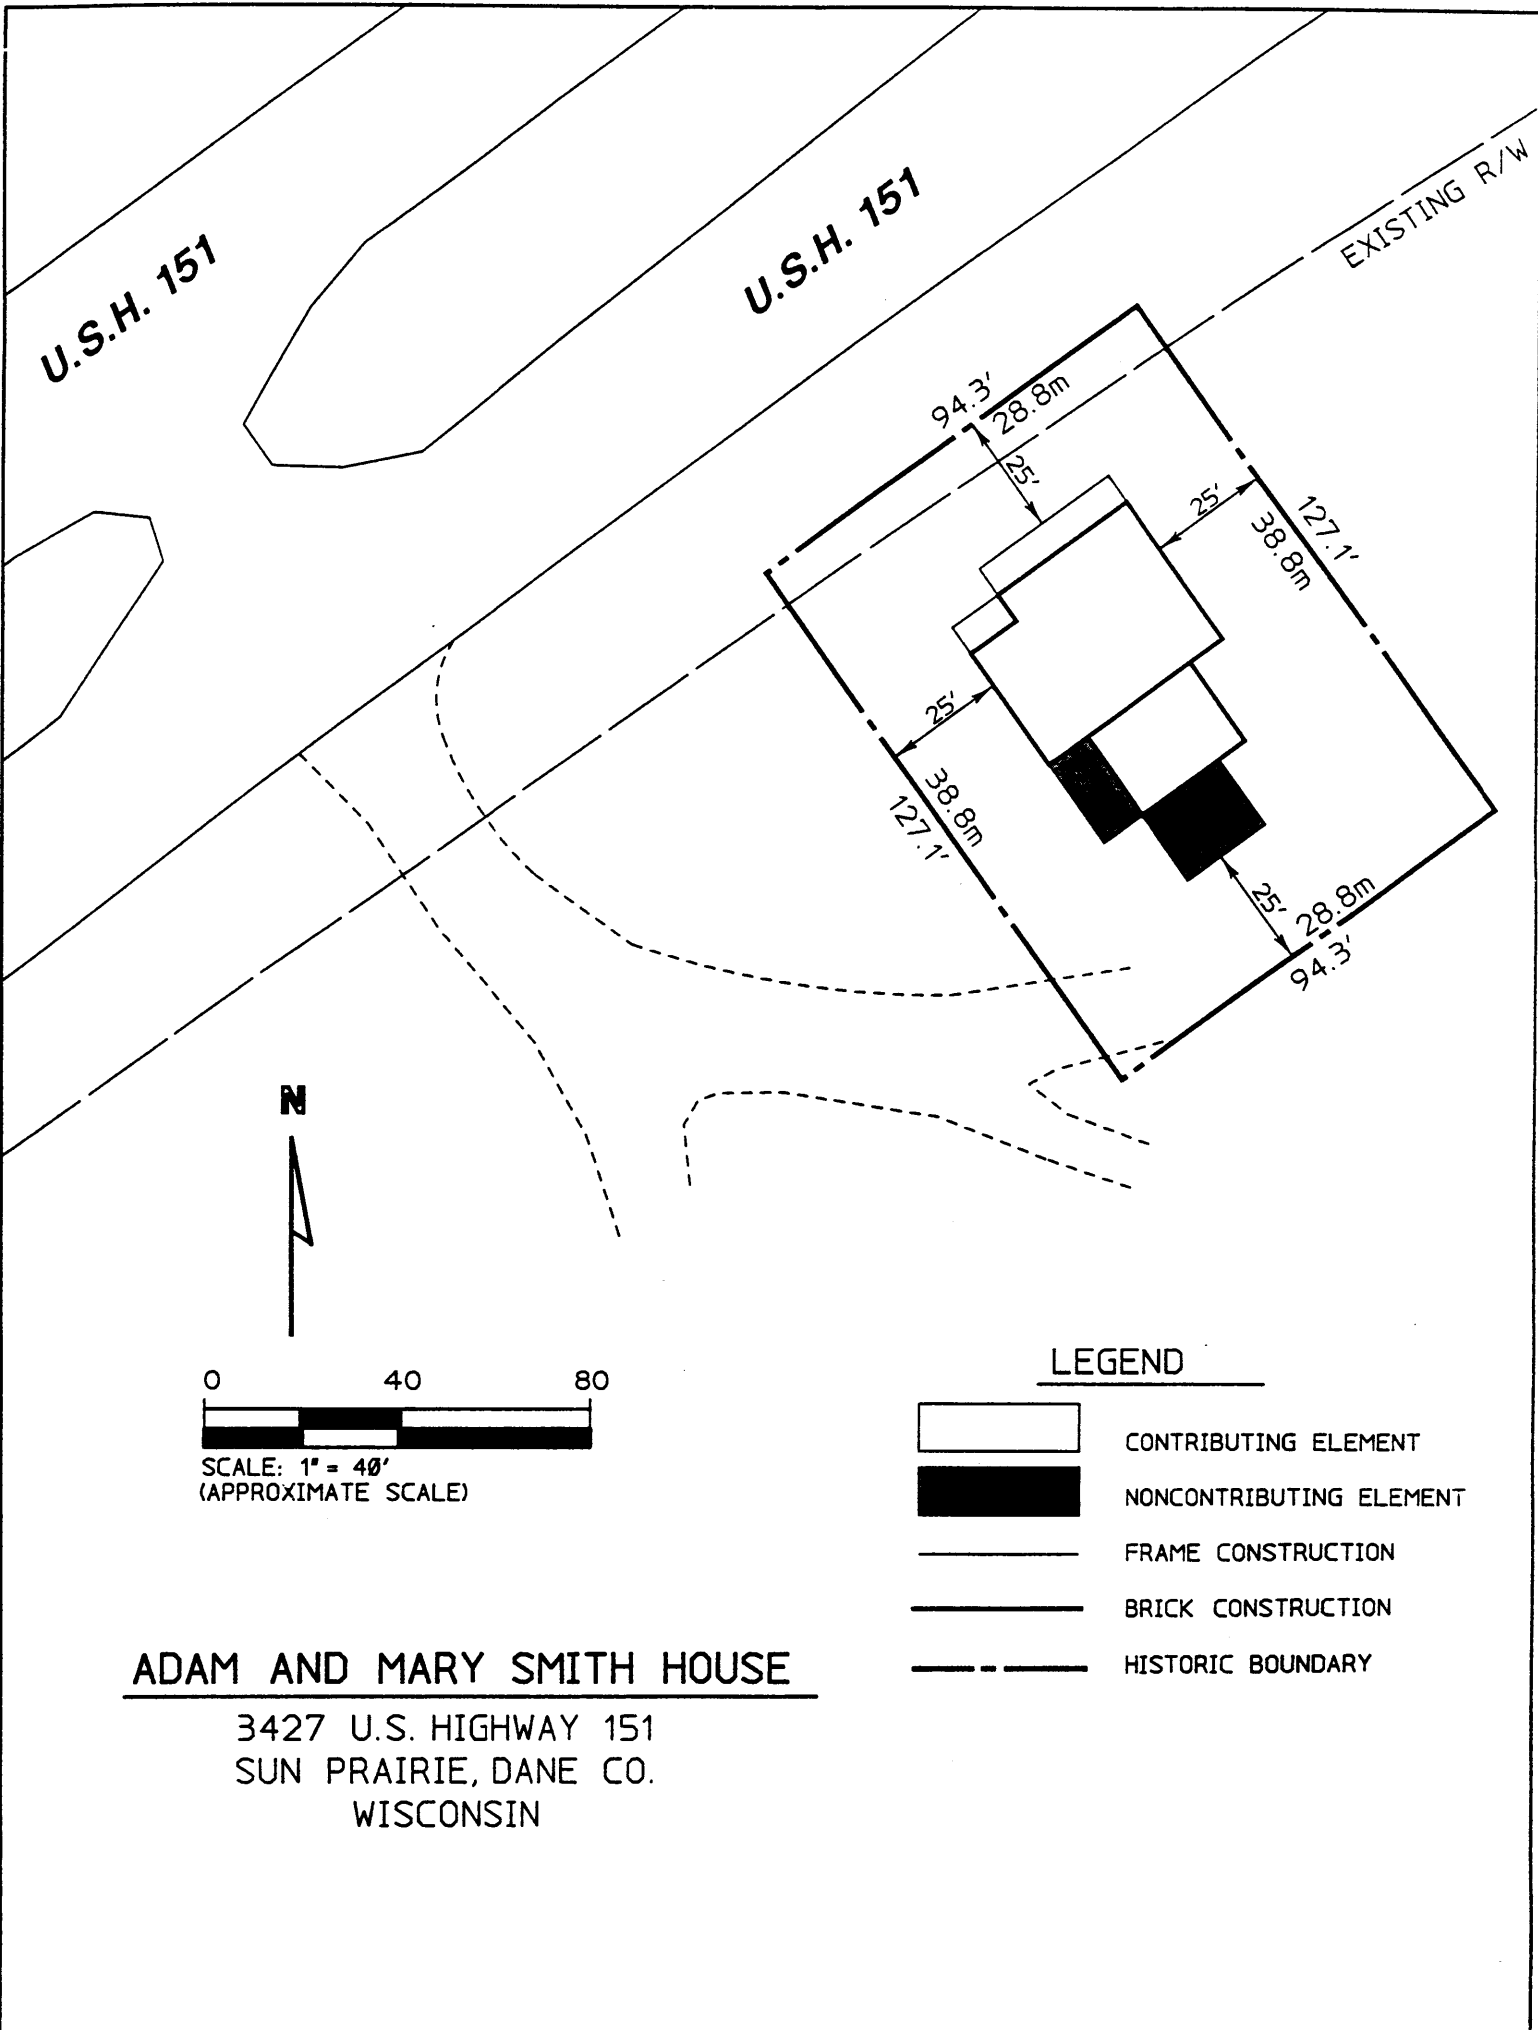 U.S.H. 151
U.S.H. 151
EXISTING R/W
94.3'
28.8m
25'
25'
127.1'
38.8m
25'
38.8m
127.1'
25'
28.8m
94.3'
N
0 40 80
SCALE: 1" = 40'
(APPROXIMATE SCALE)
LEGEND
CONTRIBUTING ELEMENT
NONCONTRIBUTING ELEMENT
FRAME CONSTRUCTION
BRICK CONSTRUCTION
HISTORIC BOUNDARY
ADAM AND MARY SMITH HOUSE
3427 U.S. HIGHWAY 151
SUN PRAIRIE, DANE CO.
WISCONSIN